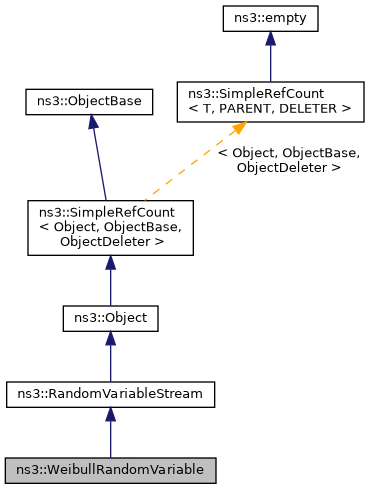 ns3::empty
ns3::SimpleRefCount
< T, PARENT, DELETER >
ns3::ObjectBase
< Object, ObjectBase,
ObjectDeleter >
ns3::SimpleRefCount
< Object, ObjectBase,
ObjectDeleter >
ns3::Object
ns3::RandomVariableStream
ns3::WeibullRandomVariable